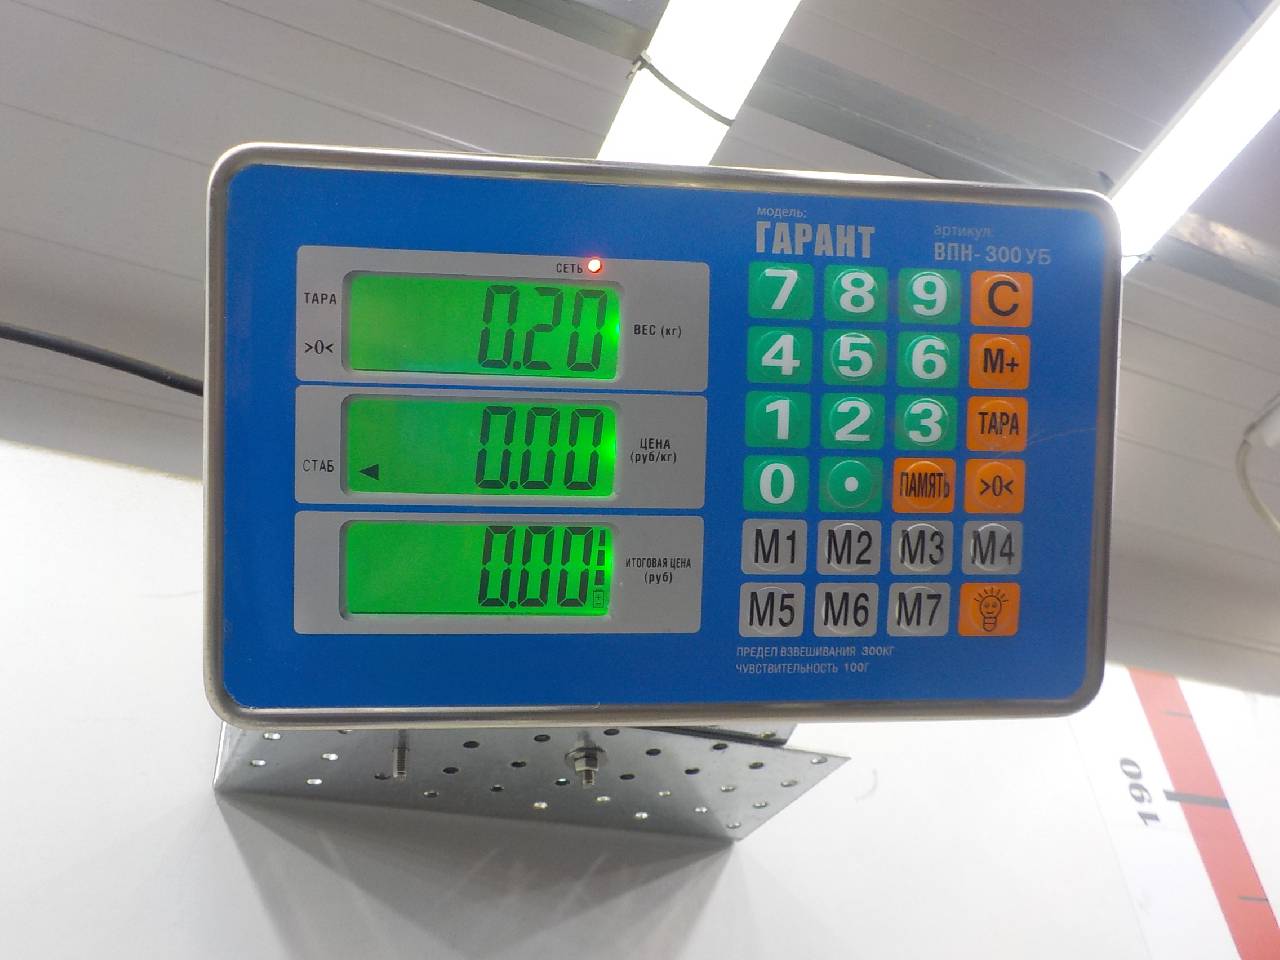 модель:
ГАРАНТ
артикул:
ВПН-300УБ
СЕТЬ
ТАРА
>0<
0.20
ВЕС (кг)
СТАБ
0.00
ЦЕНА
(руб/кг)
0.00
ИТОГОВАЯ ЦЕНА
(руб)
7 8 9 C
4 5 6 M+
1 2 3 ТАРА
0 . ПАМЯТЬ >0<
M1 M2 M3 M4
M5 M6 M7
ПРЕДЕЛ ВЗВЕШИВАНИЯ 300КГ
ЧУВСТВИТЕЛЬНОСТЬ 100Г
190